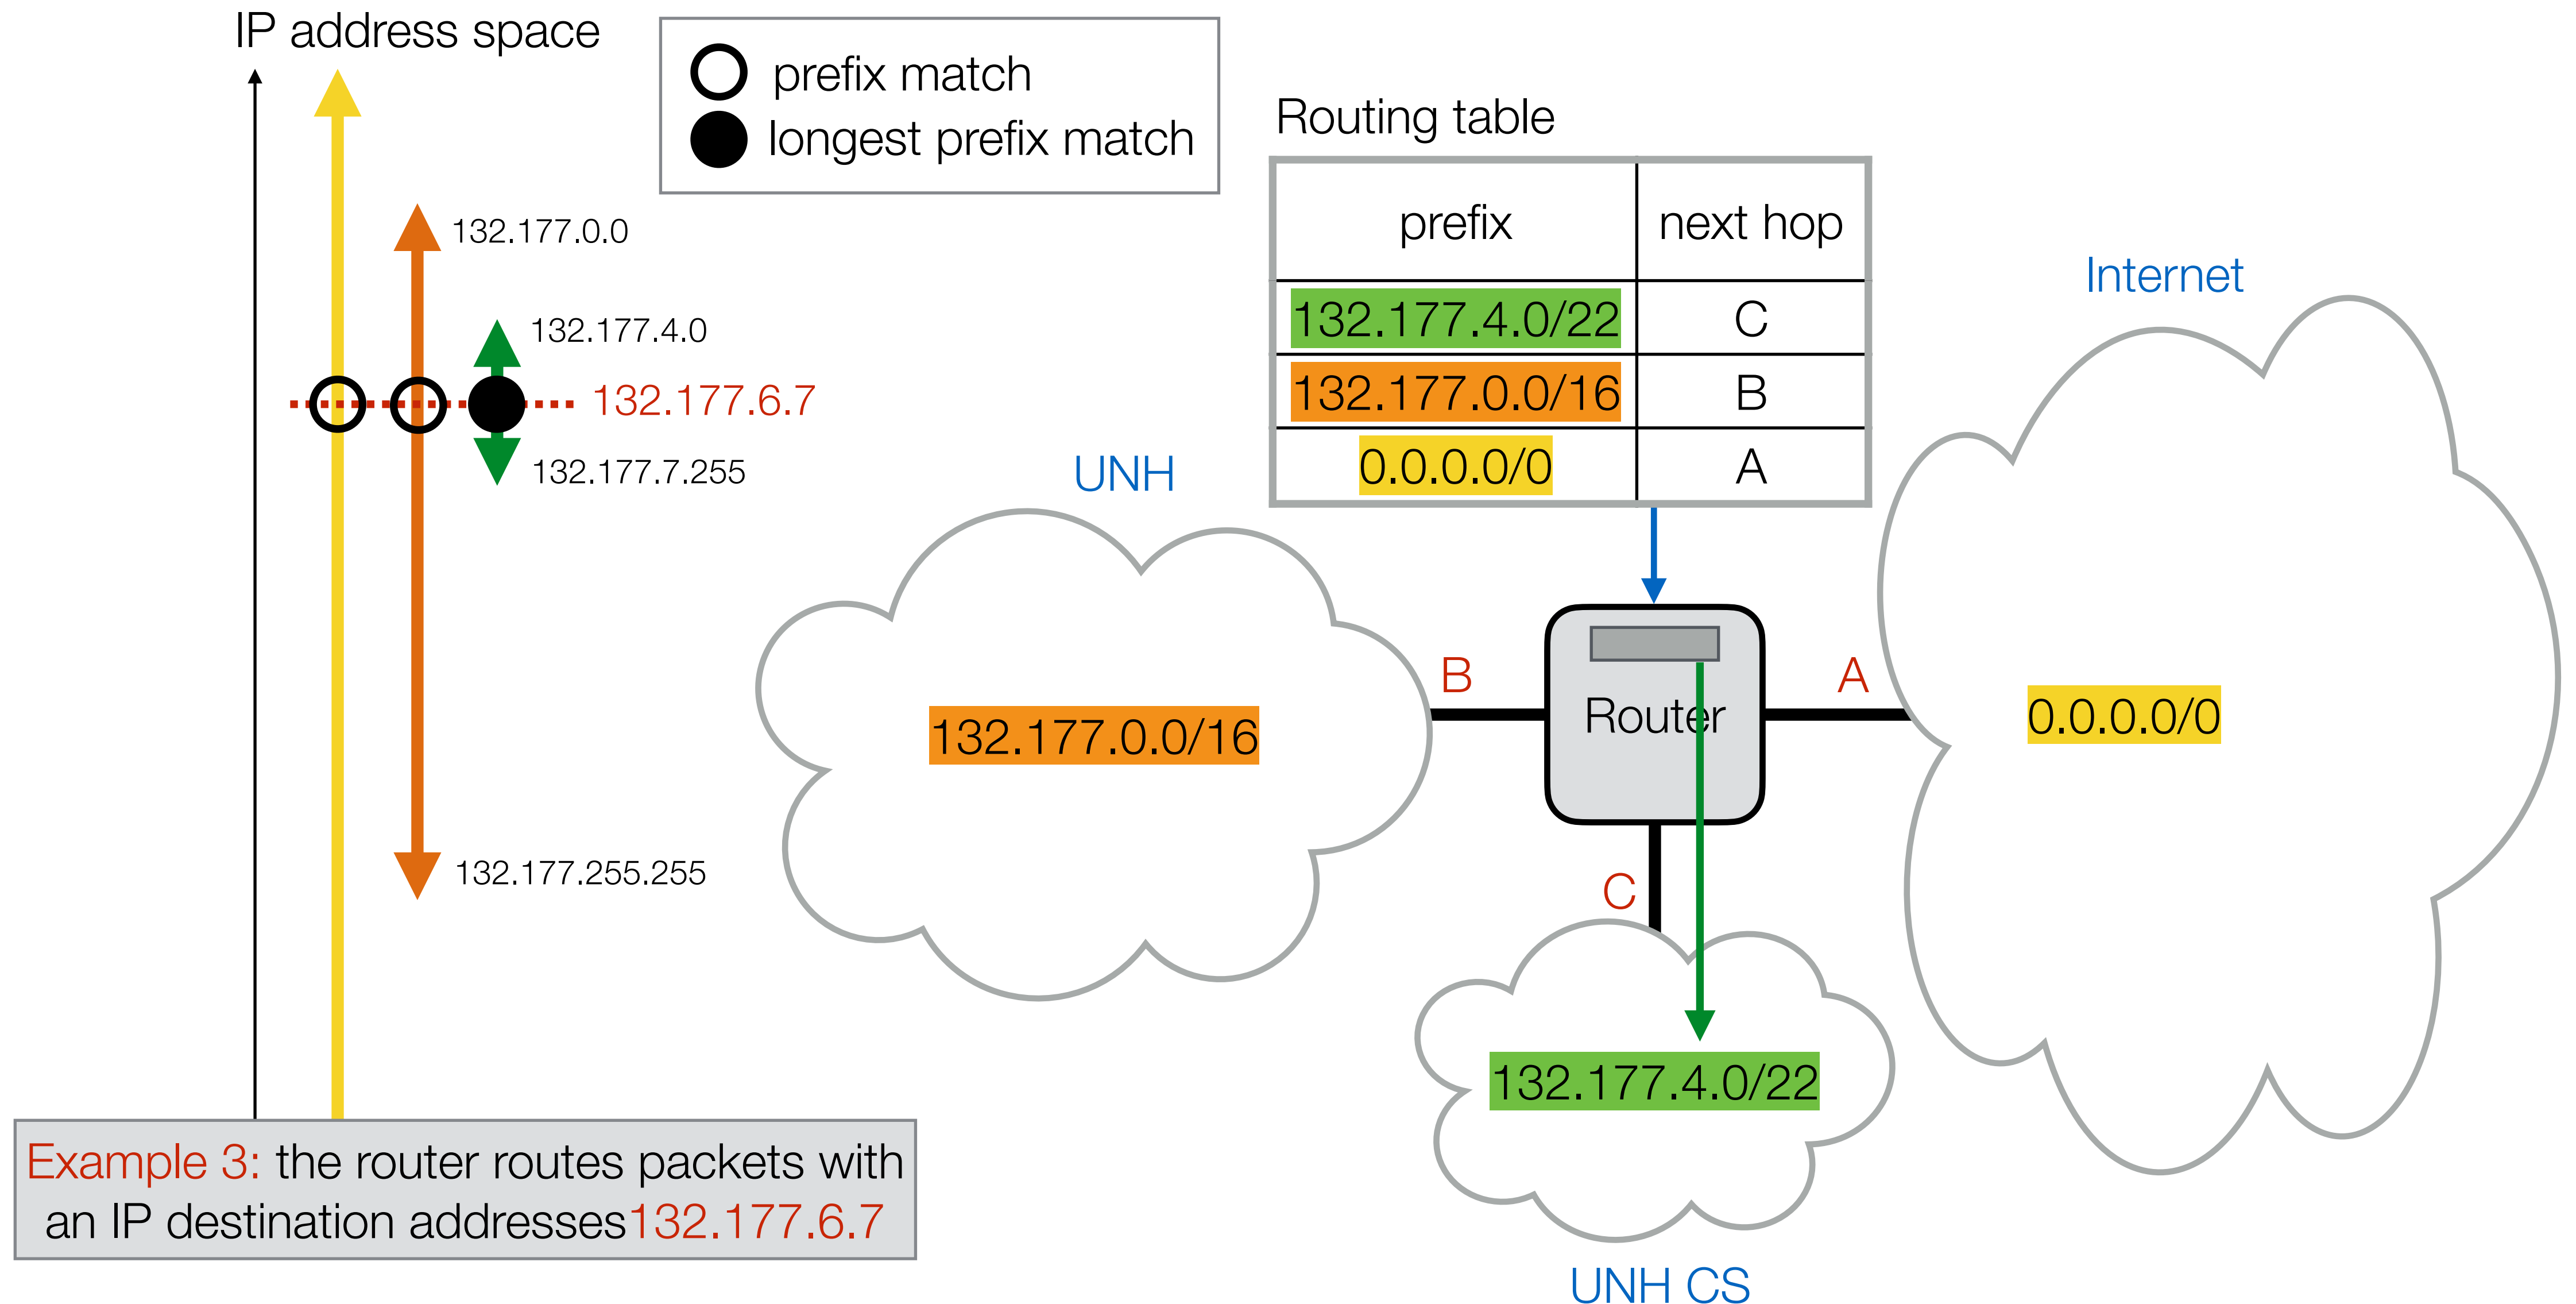 IP address space
prefix match
longest prefix match
132.177.0.0
132.177.4.0
132.177.6.7
132.177.7.255
132.177.255.255
Routing table
prefix next hop
132.177.4.0/22 C
132.177.0.0/16 B
0.0.0.0/0 A
Internet
UNH
132.177.0.0/16
B
Router
A
0.0.0.0/0
C
132.177.4.0/22
UNH CS
Example 3: the router routes packets with
an IP destination addresses132.177.6.7